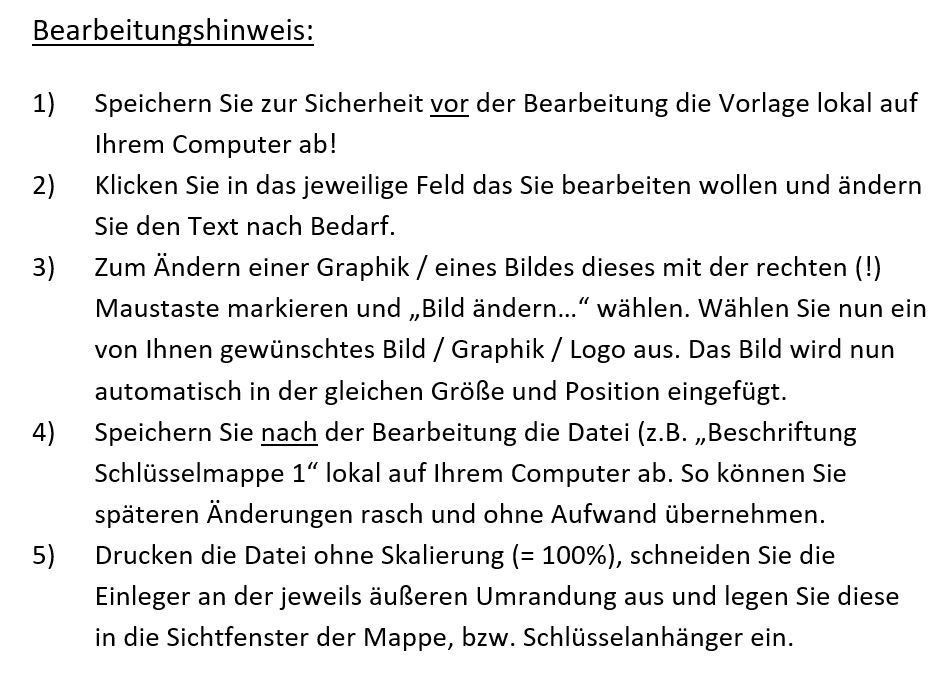 Bearbeitungshinweis:
1) Speichern Sie zur Sicherheit vor der Bearbeitung die Vorlage lokal auf
Ihrem Computer ab!
2) Klicken Sie in das jeweilige Feld das Sie bearbeiten wollen und ändern
Sie den Text nach Bedarf.
3) Zum Ändern einer Graphik / eines Bildes dieses mit der rechten (!)
Maustaste markieren und „Bild ändern…“ wählen. Wählen Sie nun ein
von Ihnen gewünschtes Bild / Graphik / Logo aus. Das Bild wird nun
automatisch in der gleichen Größe und Position eingefügt.
4) Speichern Sie nach der Bearbeitung die Datei (z.B. „Beschriftung
Schlüsselmappe 1“ lokal auf Ihrem Computer ab. So können Sie
späteren Änderungen rasch und ohne Aufwand übernehmen.
5) Drucken die Datei ohne Skalierung (= 100%), schneiden Sie die
Einleger an der jeweils äußeren Umrandung aus und legen Sie diese
in die Sichtfenster der Mappe, bzw. Schlüsselanhänger ein.